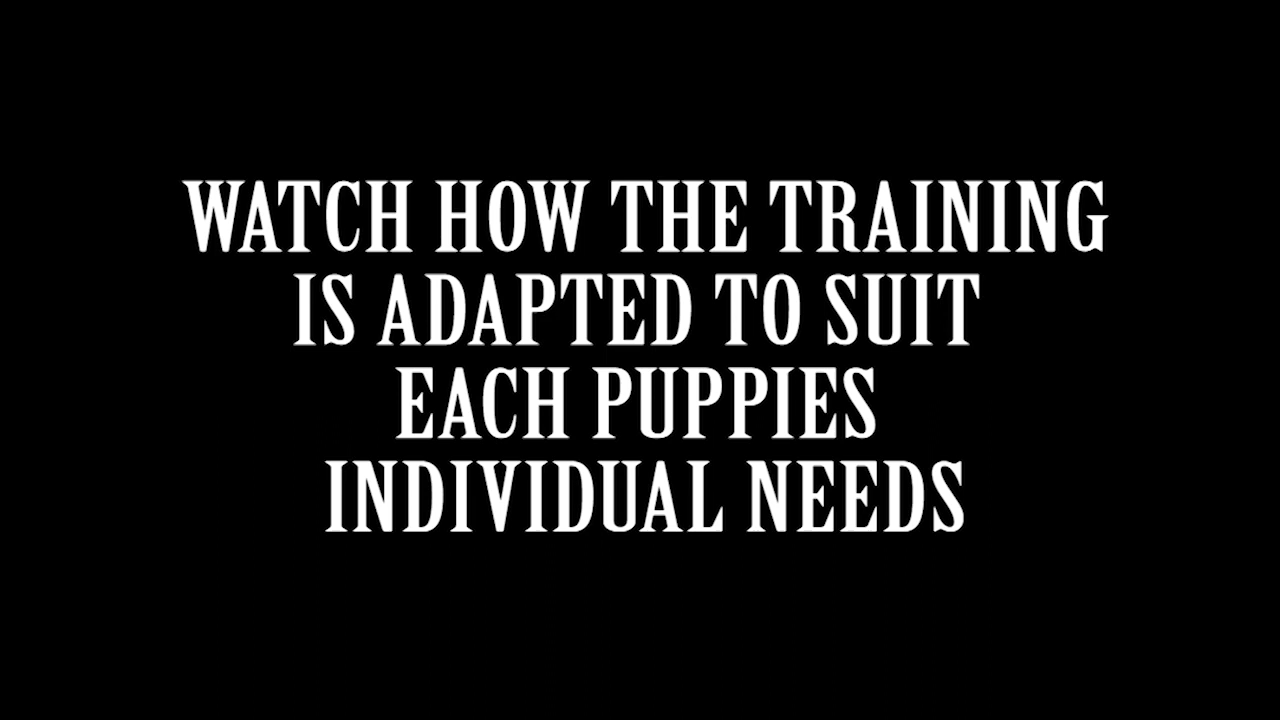 WATCH HOW THE TRAINING
IS ADAPTED TO SUIT
EACH PUPPIES
INDIVIDUAL NEEDS